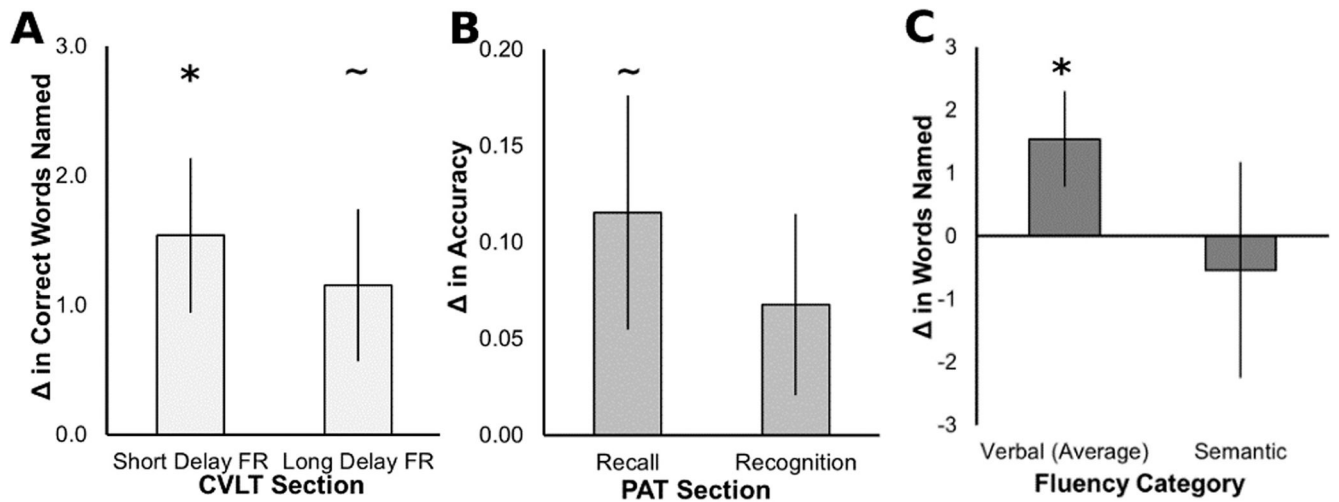 A
Δ in Correct Words Named
3.0
2.0
1.0
0.0
*
~
Short Delay FR Long Delay FR
CVLT Section
B
Δ in Accuracy
0.20
0.15
0.10
0.05
0.00
~
Recall Recognition
PAT Section
C
Δ in Words Named
3
2
1
0
-1
-2
-3
*
Verbal (Average) Semantic
Fluency Category